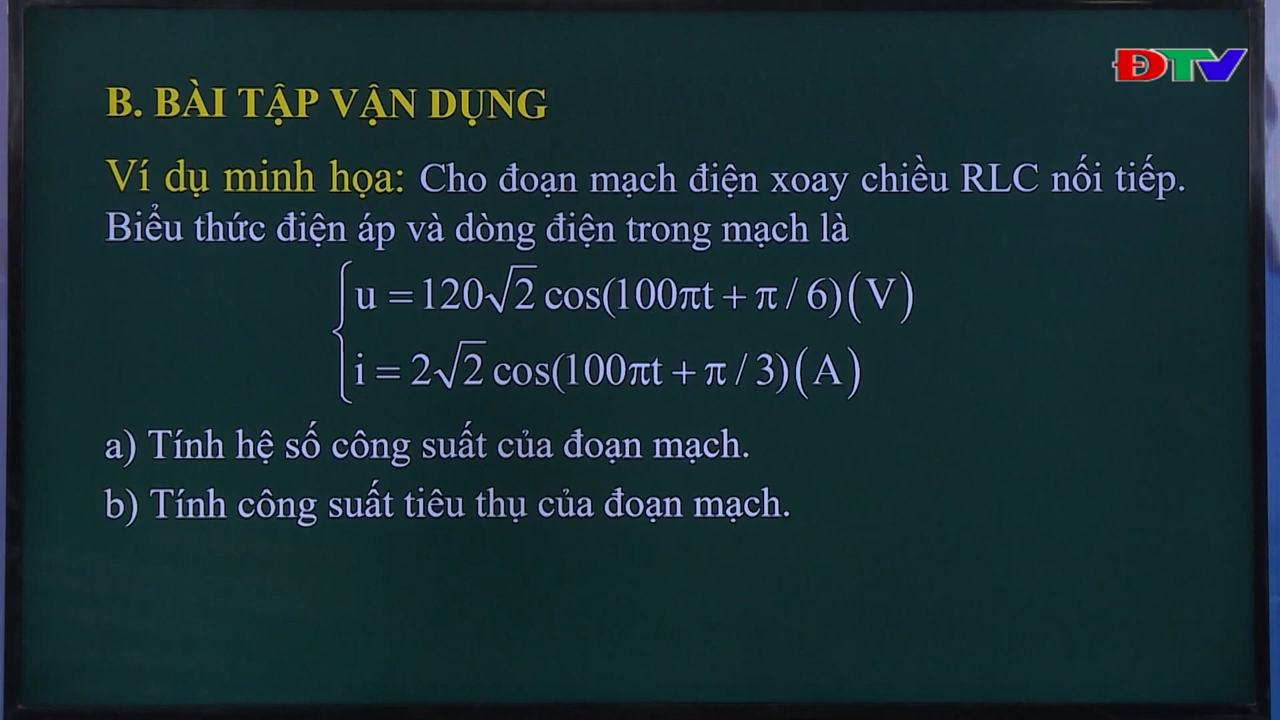 ĐTV
B. BÀI TẬP VẬN DỤNG
Ví dụ minh họa: Cho đoạn mạch điện xoay chiều RLC nối tiếp.
Biểu thức điện áp và dòng điện trong mạch là
u = 120√2 cos(100πt + π / 6)(V)
i = 2√2 cos(100πt + π / 3)(A)
a) Tính hệ số công suất của đoạn mạch.
b) Tính công suất tiêu thụ của đoạn mạch.